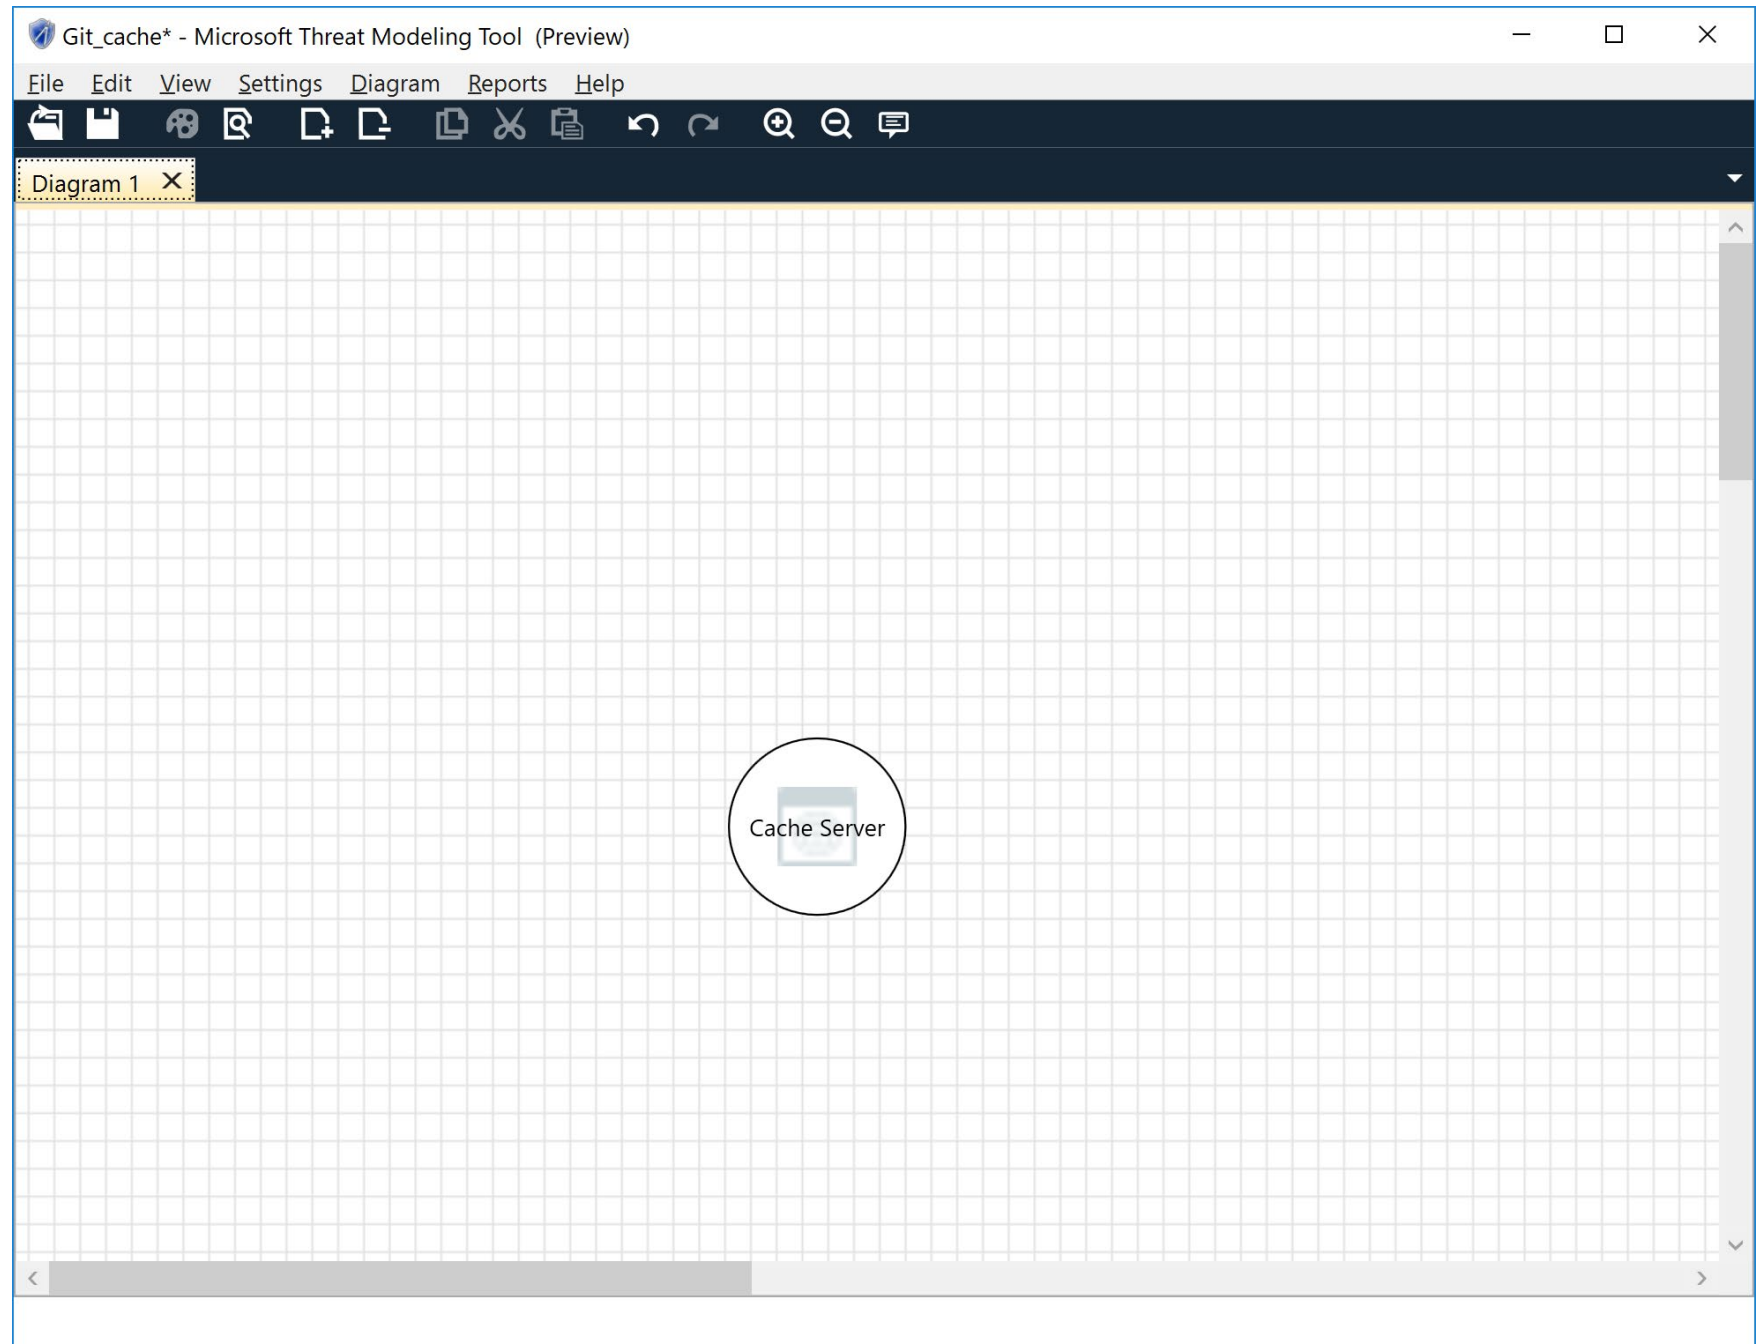 Git_cache* - Microsoft Threat Modeling Tool  (Preview)
File Edit View Settings Diagram Reports Help
Diagram 1
Cache Server